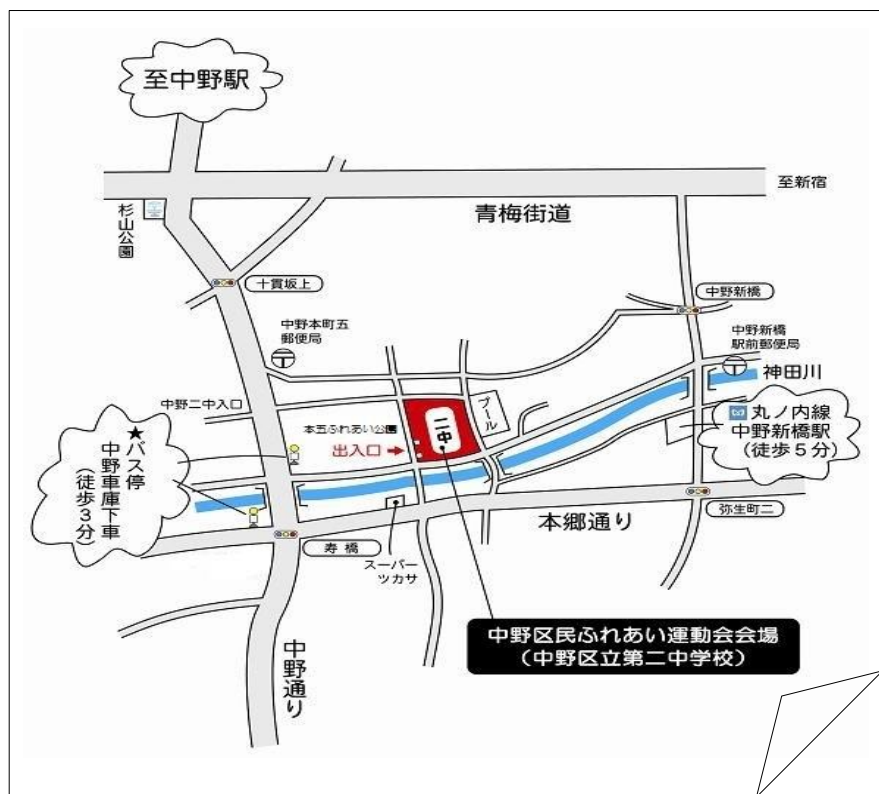 至中野駅
至新宿
青梅街道
杉山公園
十貫坂上
中野新橋
中野本町五
郵便局
中野新橋
駅前郵便局
神田川
中野二中入口
プール
本五ふれあい公園
二中
出入口
丸ノ内線
中野新橋駅
(徒歩5分)
★バス停
中野車庫下車
(徒歩3分)
本郷通り
弥生町二
寿橋
スーパー
ツカサ
中野区民ふれあい運動会会場
(中野区立第二中学校)
中野通り